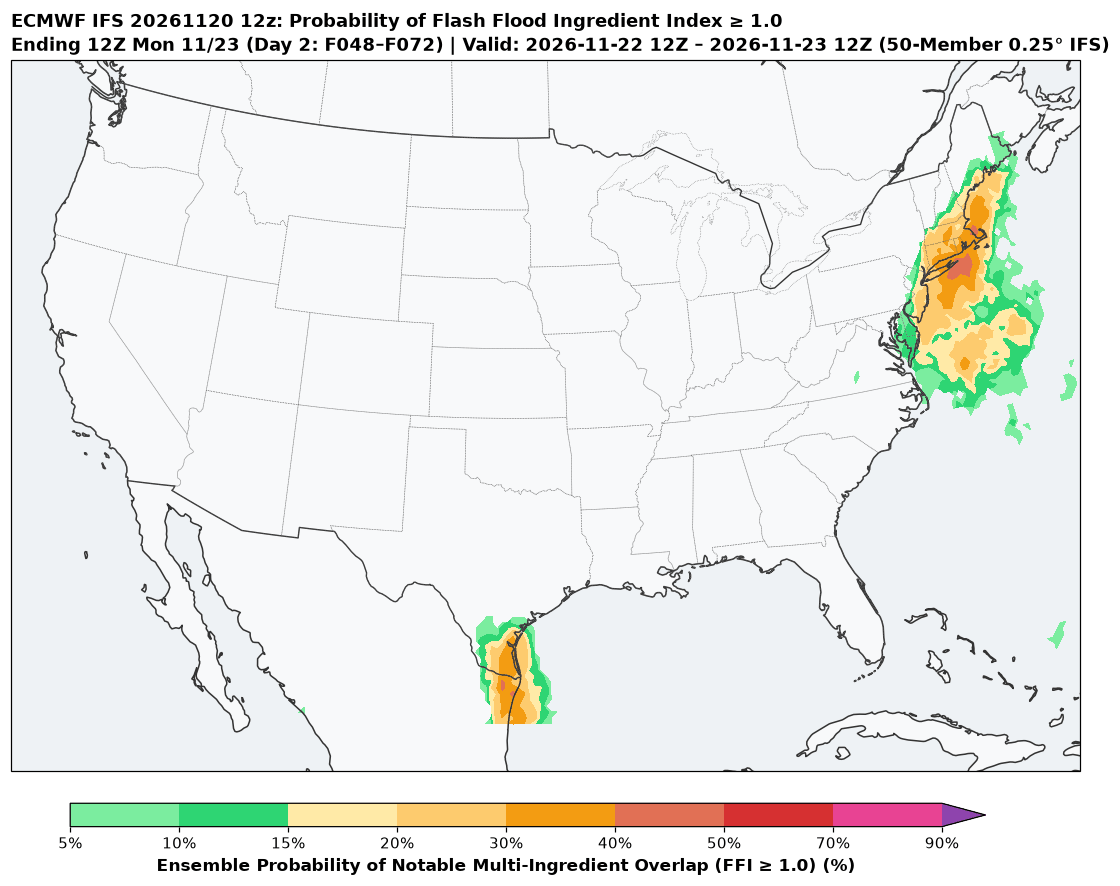 ECMWF IFS 20261120 12z: Probability of Flash Flood Ingredient Index ≥ 1.0
Ending 12Z Mon 11/23 (Day 2: F048–F072) | Valid: 2026-11-22 12Z – 2026-11-23 12Z (50-Member 0.25° IFS)
5% 10% 15% 20% 30% 40% 50% 70% 90%
Ensemble Probability of Notable Multi-Ingredient Overlap (FFI ≥ 1.0) (%)